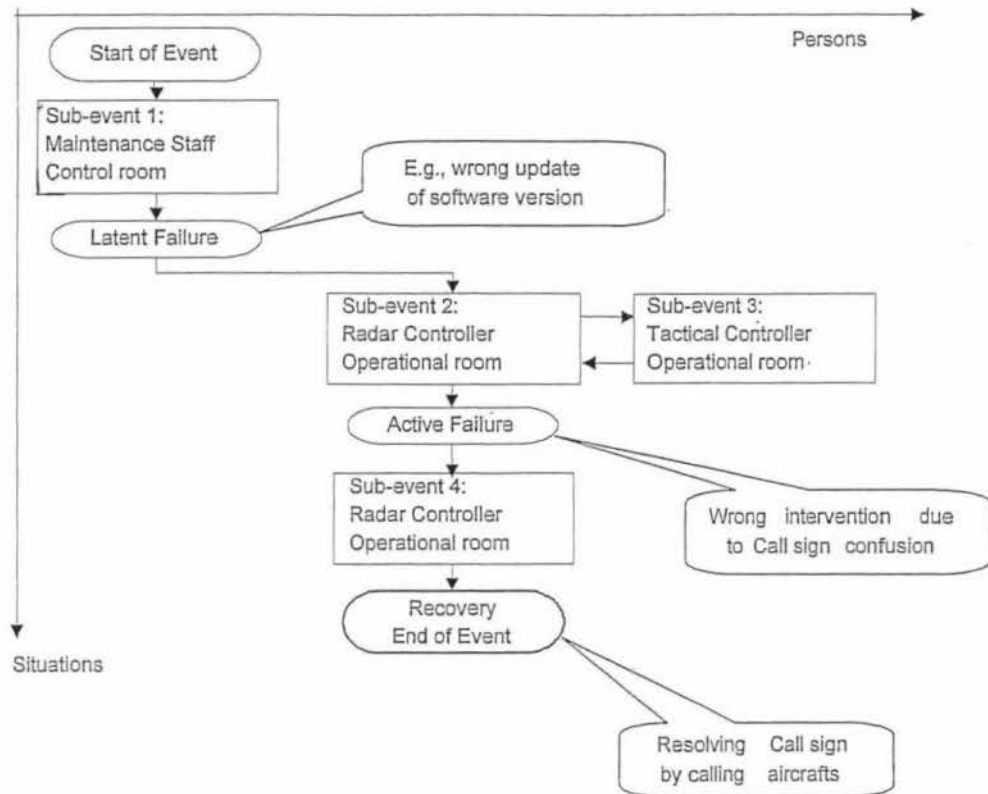 Persons
Start of Event
Sub-event 1:
Maintenance Staff
Control room
E.g., wrong update
of software version
Latent Failure
Sub-event 2:
Radar Controller
Operational room
Sub-event 3:
Tactical Controller
Operational room
Active Failure
Sub-event 4:
Radar Controller
Operational room
Wrong intervention due
to Call sign confusion
Recovery
End of Event
Situations
Resolving Call sign
by calling aircrafts